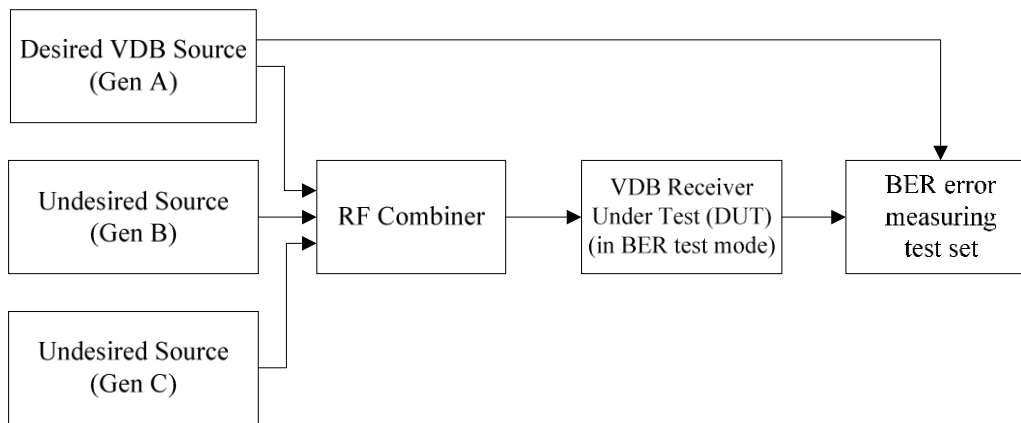 Desired VDB Source
(Gen A)
Undesired Source
(Gen B)
Undesired Source
(Gen C)
RF Combiner
VDB Receiver
Under Test (DUT)
(in BER test mode)
BER error
measuring
test set